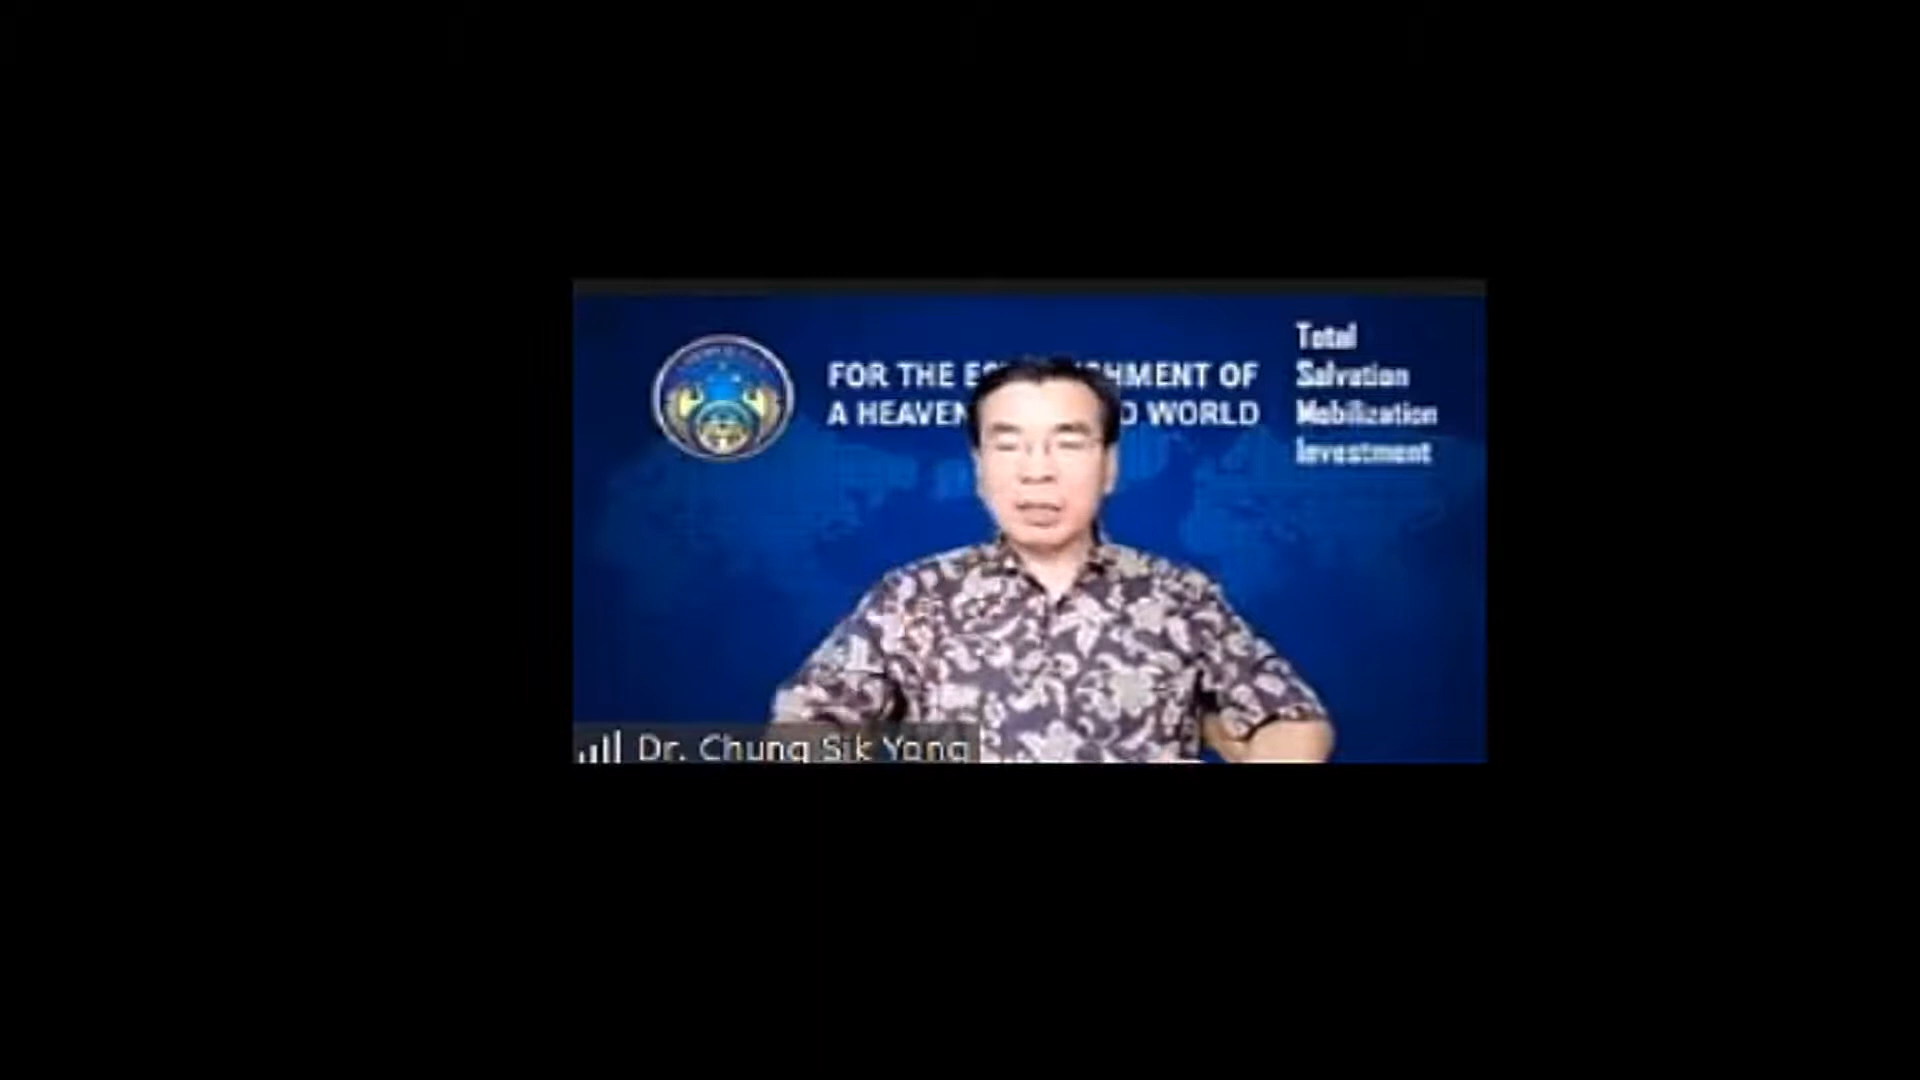 FOR THE ES HMENT OF
A HEAVEN D WORLD
Total
Salvation
Mobilization
Investment
Dr. Chung Sik Yong